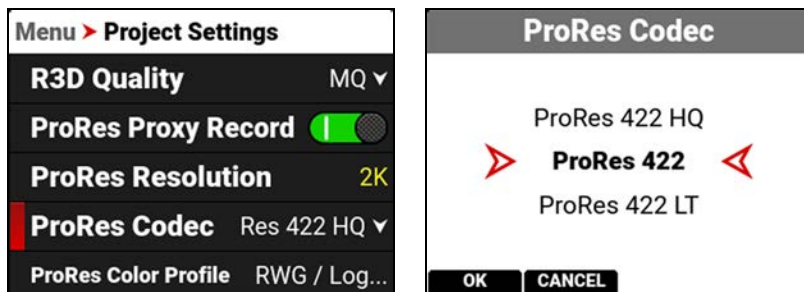 Menu > Project Settings
R3D Quality MQ
ProRes Proxy Record
ProRes Resolution 2K
ProRes Codec Res 422 HQ
ProRes Color Profile RWG / Log...
ProRes Codec
ProRes 422 HQ
ProRes 422
ProRes 422 LT
OK CANCEL